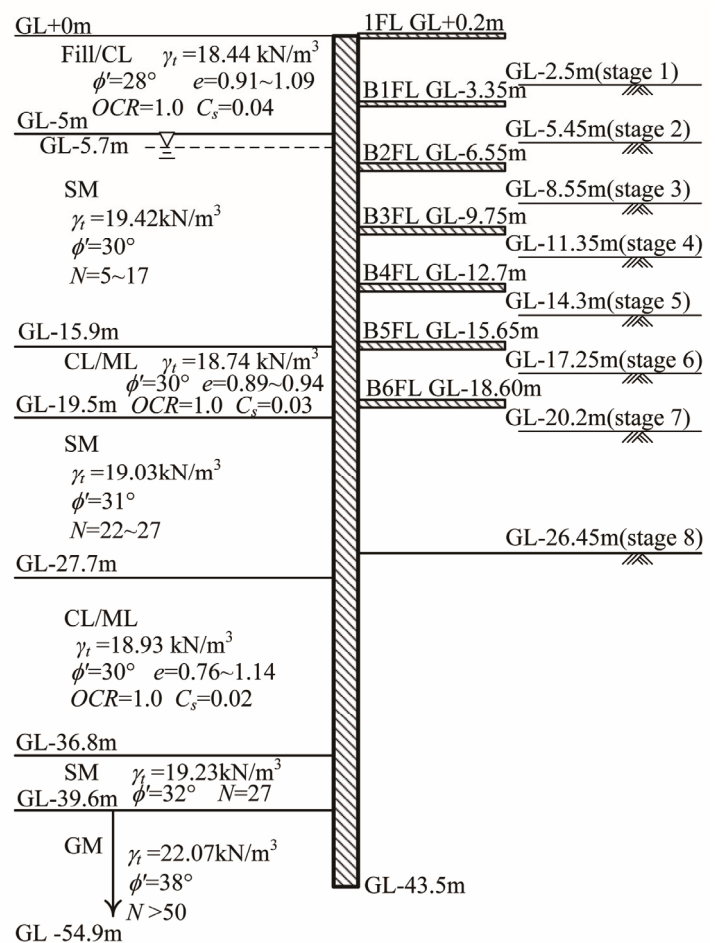 GL+0m
Fill/CL γt =18.44 kN/m³
ϕ′=28° e=0.91~1.09
OCR=1.0 Cs=0.04
GL-5m
GL-5.7m
SM
γt =19.42kN/m³
ϕ′=30°
N=5~17
GL-15.9m
CL/ML γt =18.74 kN/m³
ϕ′=30° e=0.89~0.94
GL-19.5m OCR=1.0 Cs=0.03
SM
γt =19.03kN/m³
ϕ′=31°
N=22~27
GL-27.7m
CL/ML
γt =18.93 kN/m³
ϕ′=30° e=0.76~1.14
OCR=1.0 Cs=0.02
GL-36.8m
SM γt =19.23kN/m³
GL-39.6m ϕ′=32° N=27
GM
γt =22.07kN/m³
ϕ′=38°
N >50
GL -54.9m
1FL GL+0.2m
B1FL GL-3.35m
B2FL GL-6.55m
B3FL GL-9.75m
B4FL GL-12.7m
B5FL GL-15.65m
B6FL GL-18.60m
GL-43.5m
GL-2.5m(stage 1)
GL-5.45m(stage 2)
GL-8.55m(stage 3)
GL-11.35m(stage 4)
GL-14.3m(stage 5)
GL-17.25m(stage 6)
GL-20.2m(stage 7)
GL-26.45m(stage 8)